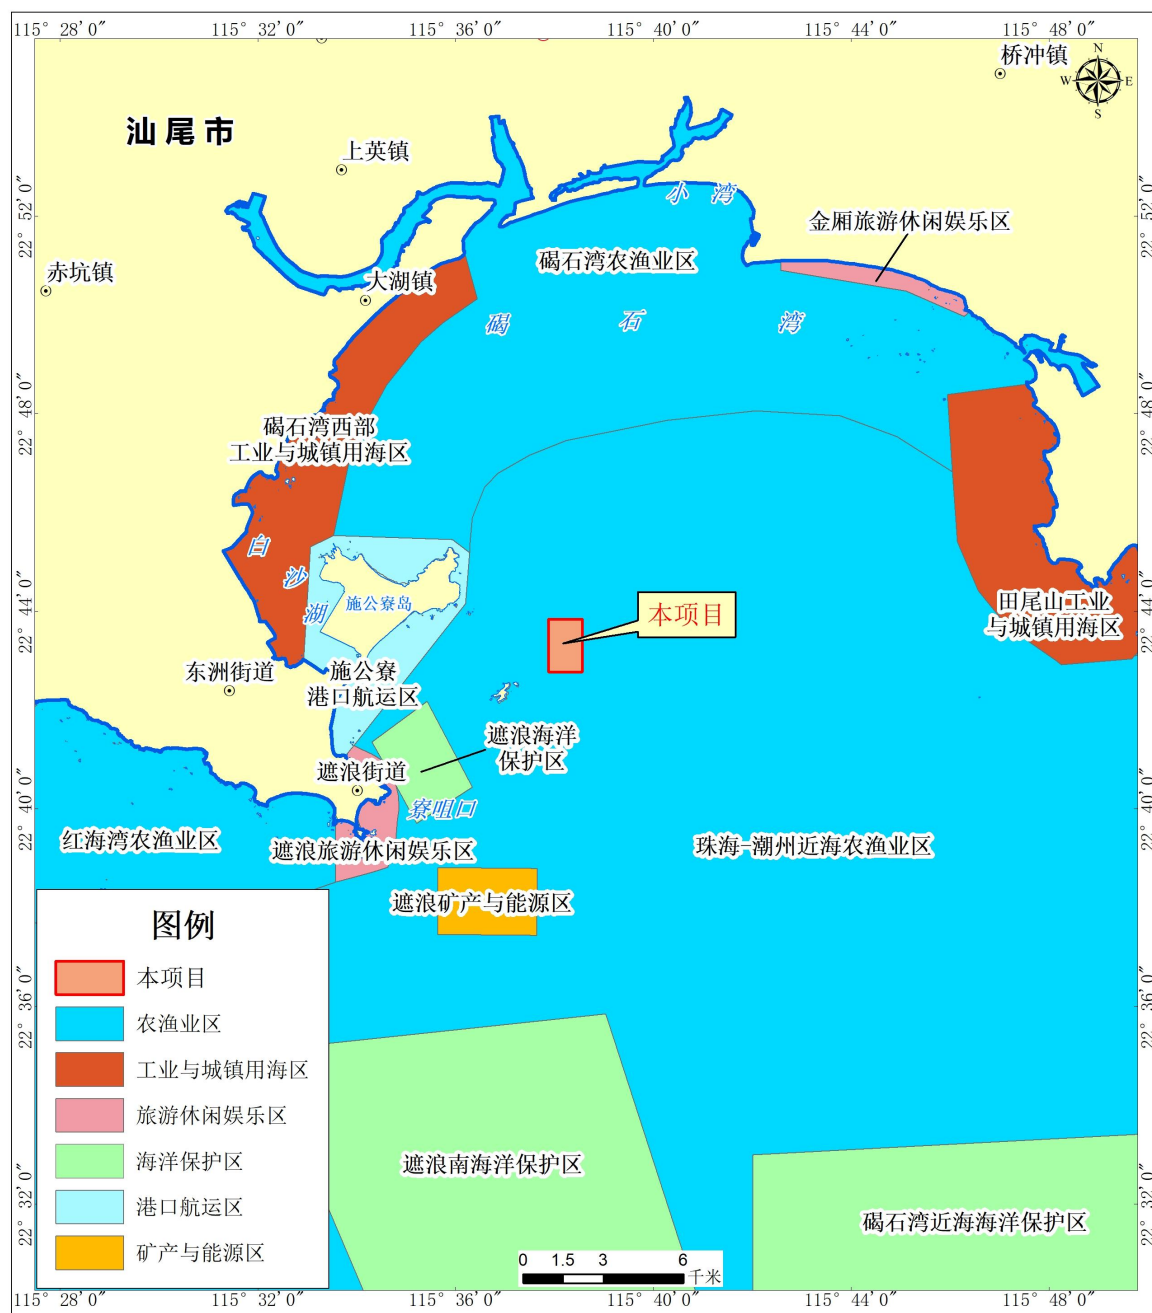 115° 28′ 0″
115° 32′ 0″
115° 36′ 0″
115° 40′ 0″
115° 44′ 0″
115° 48′ 0″
桥冲镇
N
W
E
S
汕尾市
上英镇
22° 52′ 0″
22° 52′ 0″
小湾
金厢旅游休闲娱乐区
碣石湾农渔业区
赤坑镇
大湖镇
碣石湾
22° 48′ 0″
22° 48′ 0″
碣石湾西部
工业与城镇用海区
白沙湖
施公寮岛
22° 44′ 0″
22° 44′ 0″
本项目
田尾山工业
与城镇用海区
东洲街道
施公寮
港口航运区
遮浪海洋
保护区
遮浪街道
22° 40′ 0″
22° 40′ 0″
寮咀口
红海湾农渔业区
遮浪旅游休闲娱乐区
珠海-潮州近海农渔业区
遮浪矿产与能源区
图例
本项目
农渔业区
工业与城镇用海区
旅游休闲娱乐区
海洋保护区
港口航运区
矿产与能源区
22° 36′ 0″
22° 36′ 0″
遮浪南海洋保护区
22° 32′ 0″
22° 32′ 0″
碣石湾近海海洋保护区
0 1.5 3 6
千米
115° 28′ 0″
115° 32′ 0″
115° 36′ 0″
115° 40′ 0″
115° 44′ 0″
115° 48′ 0″